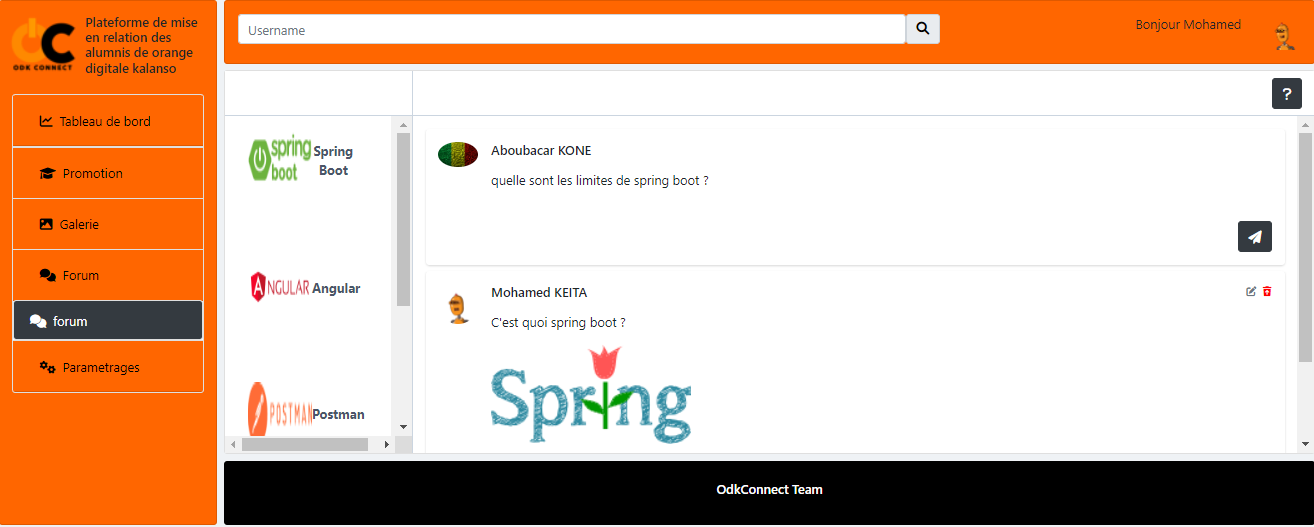 Plateforme de mise
en relation des
alumnis de orange
digitale kalanso
ODK CONNECT
Username
Bonjour Mohamed
Tableau de bord
Promotion
Galerie
Forum
forum
Parametrages
?
spring
boot
Spring
Boot
ANGULAR Angular
POSTMAN Postman
Aboubacar KONE
quelle sont les limites de spring boot ?
Mohamed KEITA
C'est quoi spring boot ?
Spring
OdkConnect Team